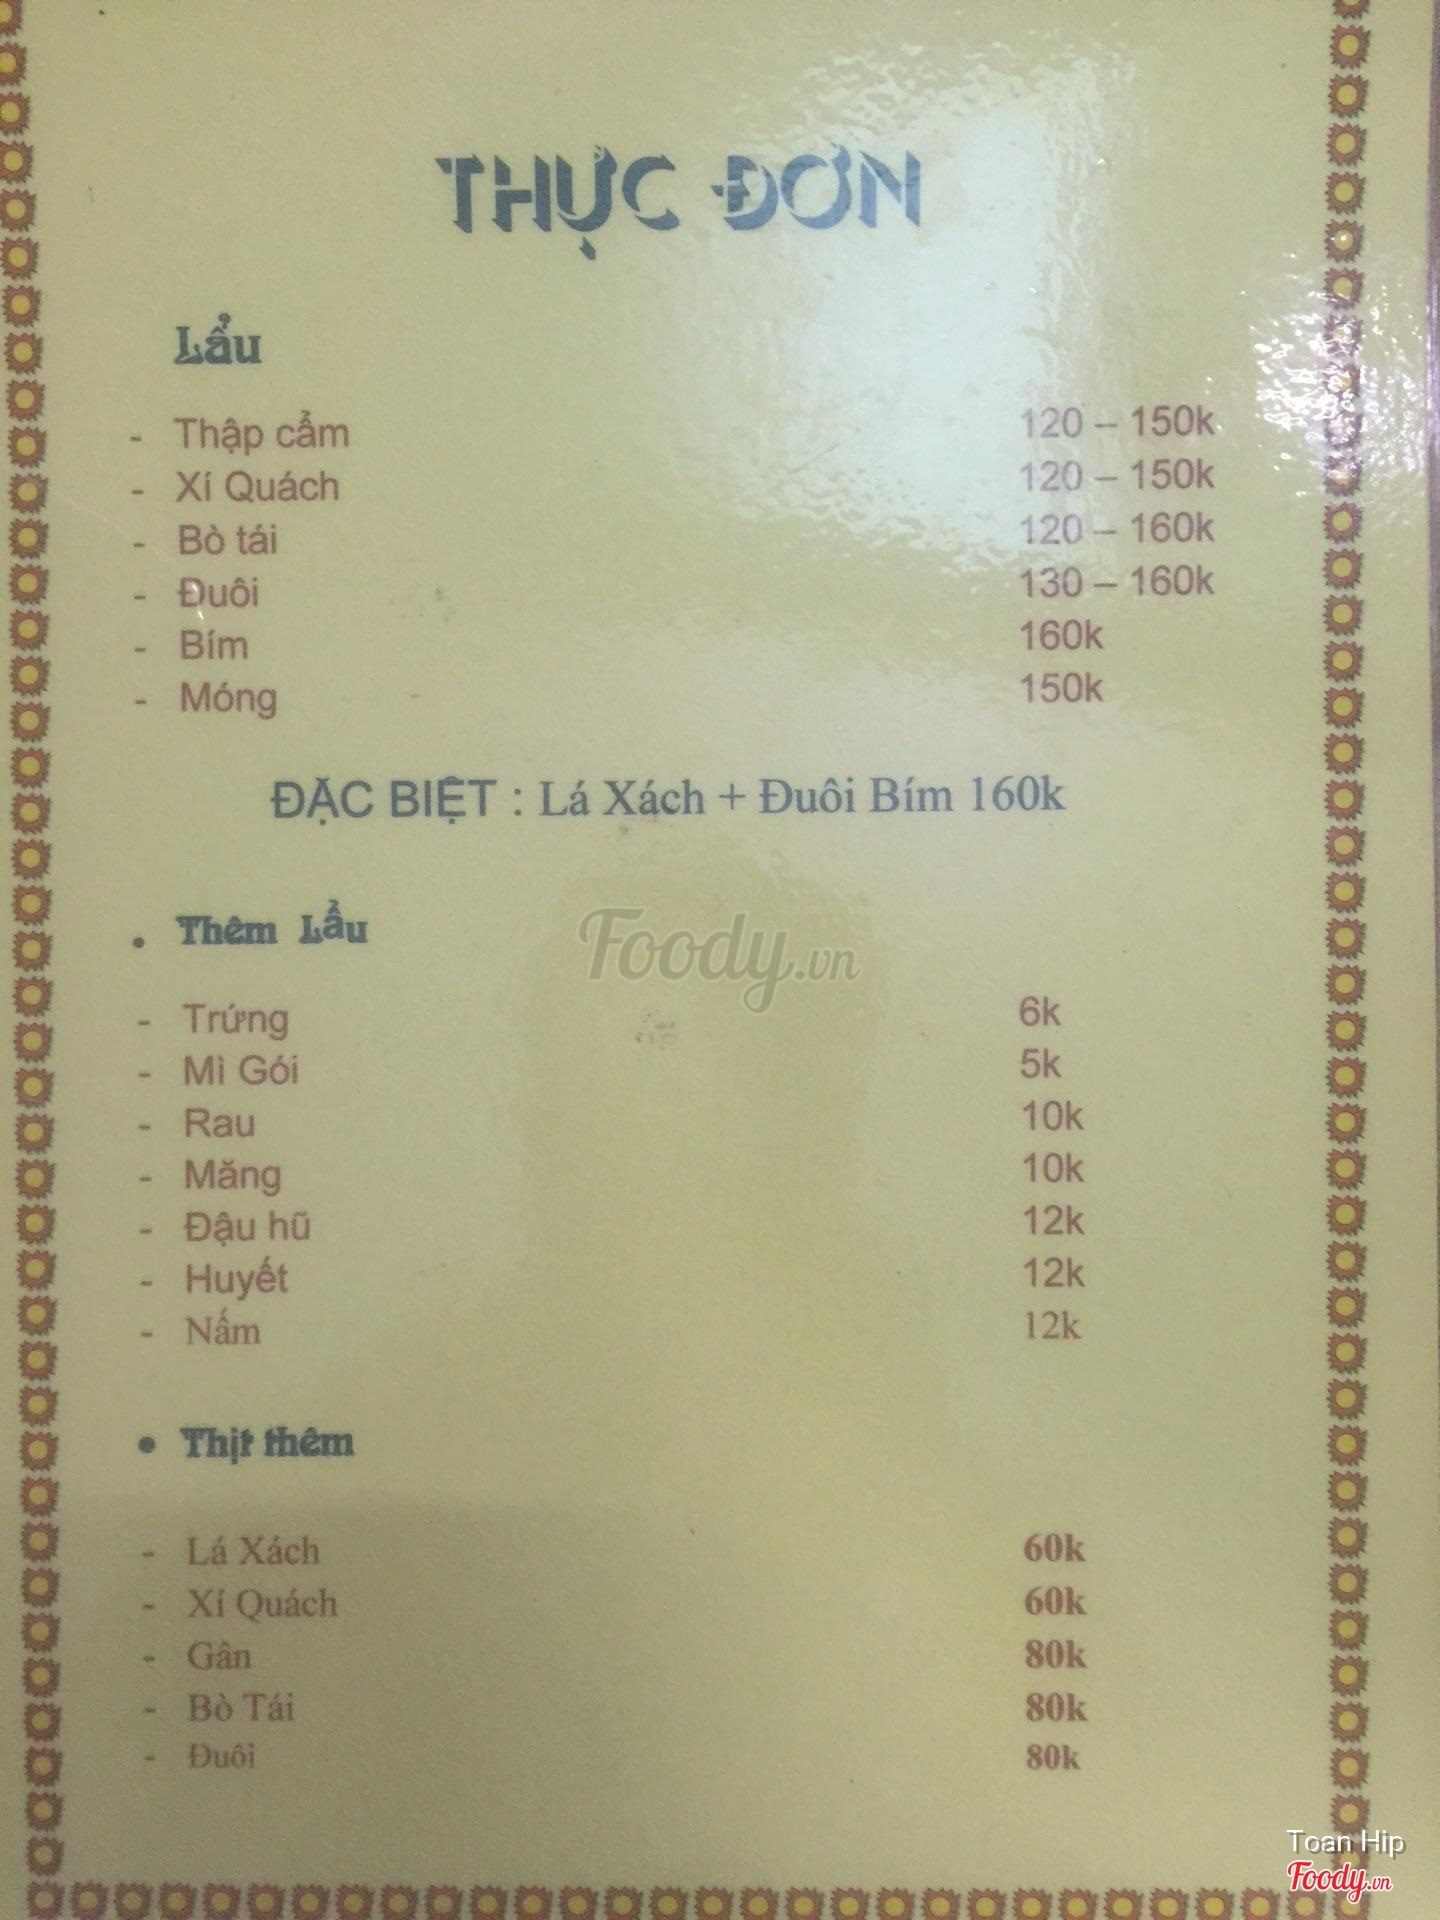 THỰC ĐƠN
Lẩu
- Thập cẩm 120 – 150k
- Xí Quách 120 – 150k
- Bò tái 120 – 160k
- Đuôi 130 – 160k
- Bím 160k
- Móng 150k
ĐẶC BIỆT : Lá Xách + Đuôi Bím 160k
• Thêm Lẩu
Foody.vn
- Trứng 6k
- Mì Gói 5k
- Rau 10k
- Măng 10k
- Đậu hũ 12k
- Huyết 12k
- Nấm 12k
• Thịt thêm
- Lá Xách 60k
- Xí Quách 60k
- Gân 80k
- Bò Tái 80k
- Đuôi 80k
Toan Hip
Foody.vn